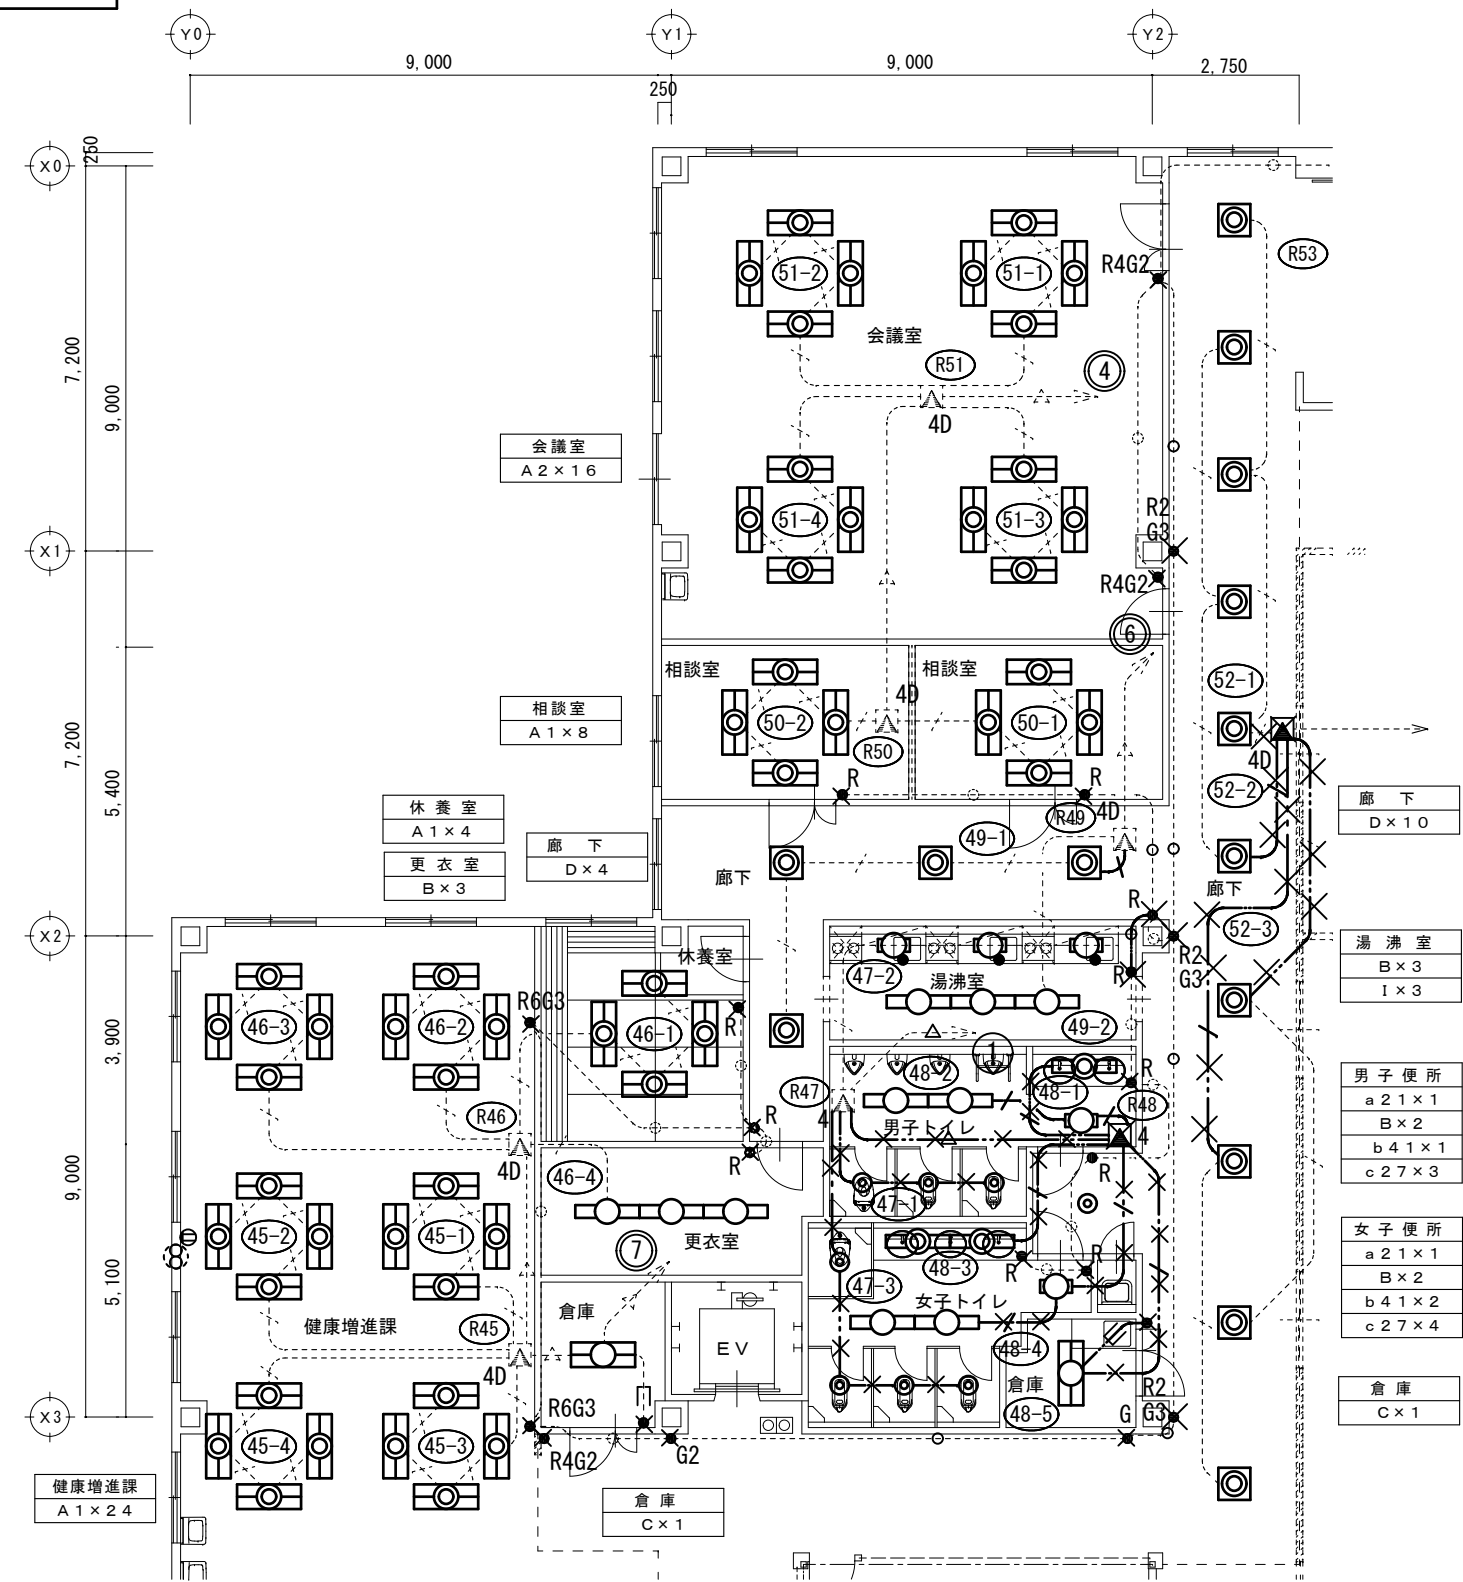 Y0
Y1
Y2
9,000
9,000
2,750
250
X0
250
R4G2
R53
51-2
51-1
会議室
R51
4
7,200
9,000
4D
会議室
A2×16
51-4
51-3
R2
G3
X1
R4G2
6
相談室
相談室
52-1
4D
相談室
A1×8
50-2
50-1
R50
4D
7,200
5,400
R
R
52-2
休養室
A1×4
R49
4D
49-1
廊下
D×10
更衣室
B×3
廊下
D×4
廊下
廊下
R
52-3
X2
休養室
R2
G3
湯沸室
B×3
I×3
47-2
湯沸室
R
R6G3
R
46-3
46-2
46-1
49-2
3,900
1
48-2
R
男子便所
a21×1
B×2
b41×1
c27×3
R47
48-1
R48
R46
4
R
男子トイレ
4
4D
R
R
46-4
9,000
47-1
45-2
45-1
更衣室
7
48-3
R
R
女子便所
a21×1
B×2
b41×2
c27×4
5,100
47-3
倉庫
女子トイレ
健康増進課
R45
EV
48-4
4D
倉庫
R2
G3
倉庫
C×1
X3
R6G3
48-5
G
45-4
45-3
R4G2
G2
健康増進課
A1×24
倉庫
C×1